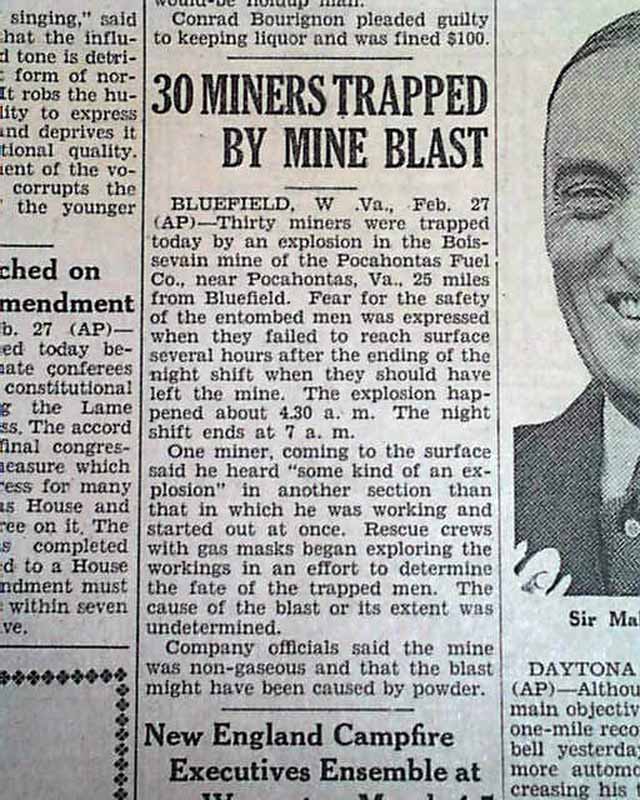 singing," said
hat the influ-
d tone is detri-
form of nor-
It robs the hu-
lity to express
and deprives it
tional quality.
ent of the vo-
corrupts the
the younger
ched on
mendment
b. 27 (AP)—
ed today be-
nate conferees
constitutional
g the Lame
ss. The accord
final congres-
easure which
ress for many
s House and
ree on it. The
s completed
d to a House
ndment must
within seven
ve.
would-be holdup man.
Conrad Bourignon pleaded guilty
to keeping liquor and was fined $100.
30 MINERS TRAPPED
BY MINE BLAST
BLUEFIELD, W .Va., Feb. 27
(AP)—Thirty miners were trapped
today by an explosion in the Bois-
sevain mine of the Pocahontas Fuel
Co., near Pocahontas, Va., 25 miles
from Bluefield. Fear for the safety
of the entombed men was expressed
when they failed to reach surface
several hours after the ending of the
night shift when they should have
left the mine. The explosion hap-
pened about 4.30 a. m. The night
shift ends at 7 a. m.
One miner, coming to the surface
said he heard "some kind of an ex-
plosion" in another section than
that in which he was working and
started out at once. Rescue crews
with gas masks began exploring the
workings in an effort to determine
the fate of the trapped men. The
cause of the blast or its extent was
undetermined.
Company officials said the mine
was non-gaseous and that the blast
might have been caused by powder.
New England Campfire
Executives Ensemble at
Sir Mal
DAYTONA
(AP)—Althou
main objectiv
one-mile reco
bell yesterday
more automo
creasing his